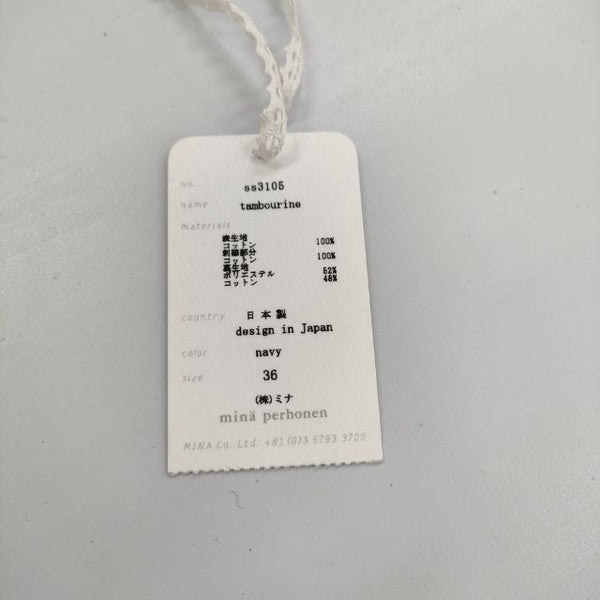 no. ss3105
name tambourine
materials
表生地
コットン 100%
刺繍部分
コットン 100%
裏生地
ポリエステル 52%
コットン 48%
country 日本製
design in Japan
color navy
size 36
(株)ミナ
minä perhonen
MINA Co.,Ltd. +81 (0)3 5793 3700